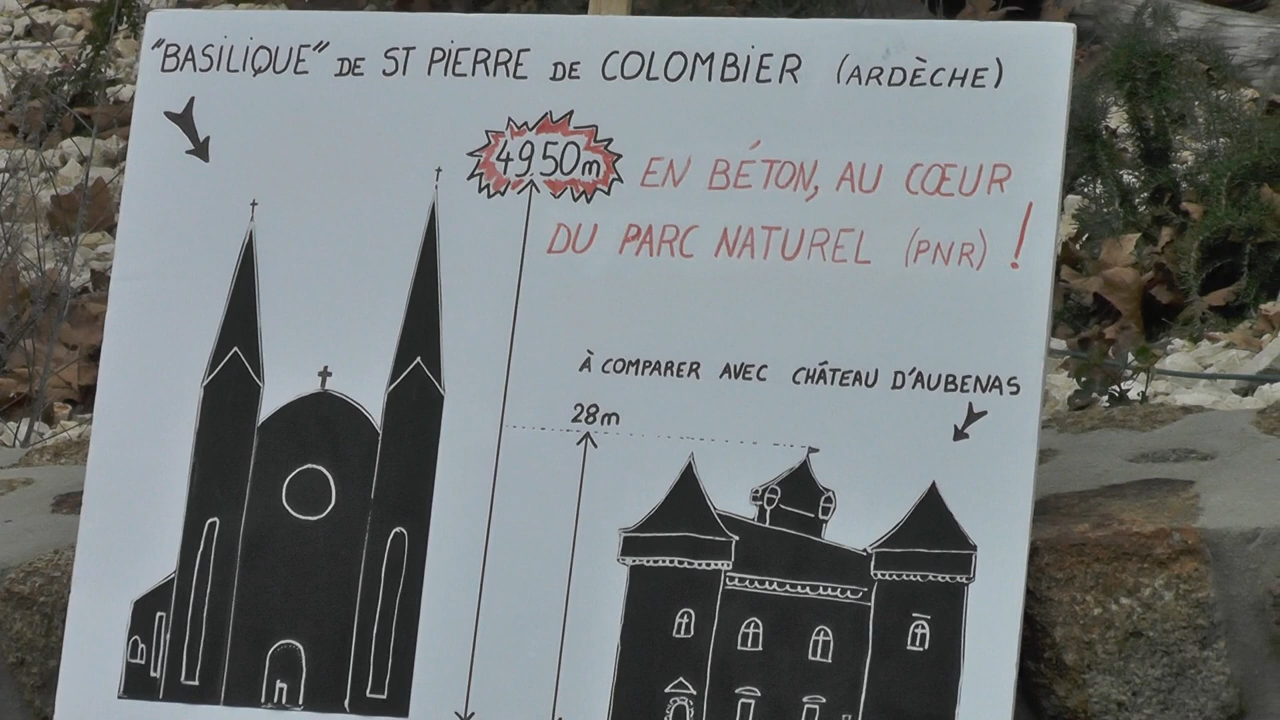 "BASILIQUE" DE ST PIERRE DE COLOMBIER (ARDÈCHE)
49.50m EN BÉTON, AU CŒUR
DU PARC NATUREL (PNR) !
À COMPARER AVEC CHÂTEAU D'AUBENAS
28m